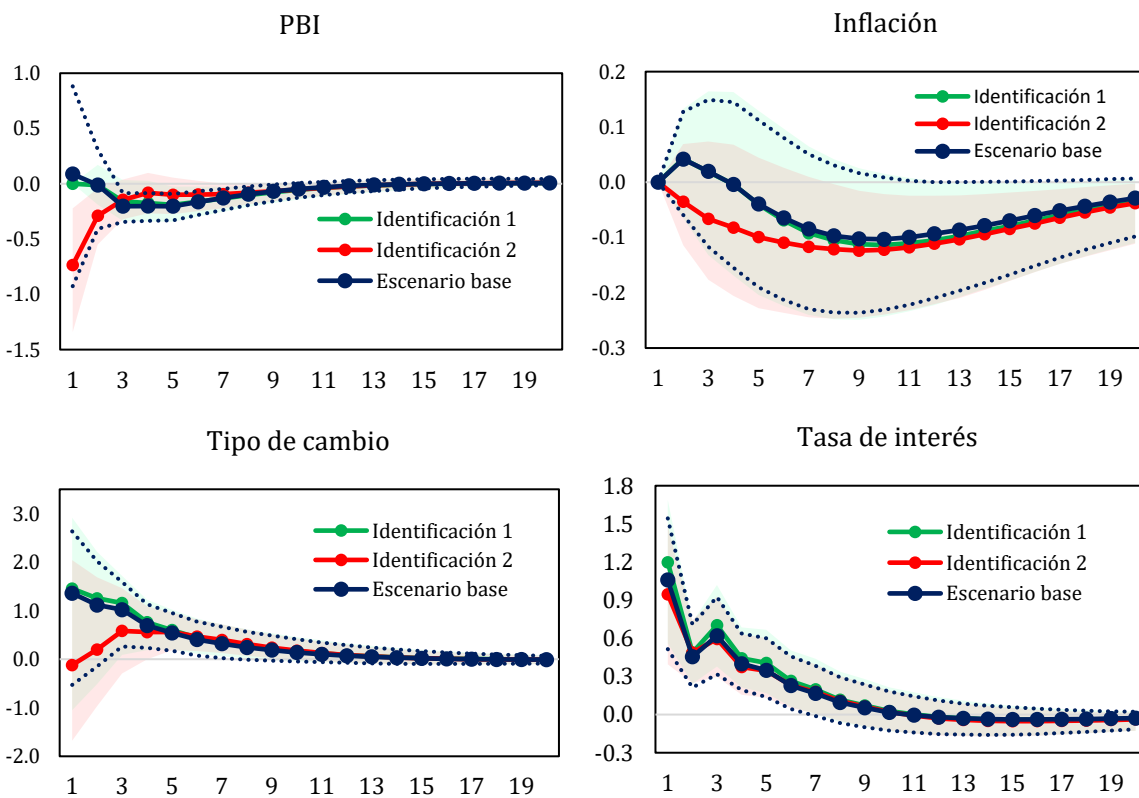 PBI
1.0
0.5
0.0
-0.5
-1.0
-1.5
Identificación 1
Identificación 2
Escenario base
1 3 5 7 9 11 13 15 17 19
Inflación
0.2
0.1
0.0
-0.1
-0.2
-0.3
Identificación 1
Identificación 2
Escenario base
1 3 5 7 9 11 13 15 17 19
Tipo de cambio
3.0
2.0
1.0
0.0
-1.0
-2.0
Identificación 1
Identificación 2
Escenario base
1 3 5 7 9 11 13 15 17 19
Tasa de interés
1.8
1.5
1.2
0.9
0.6
0.3
0.0
-0.3
Identificación 1
Identificación 2
Escenario base
1 3 5 7 9 11 13 15 17 19